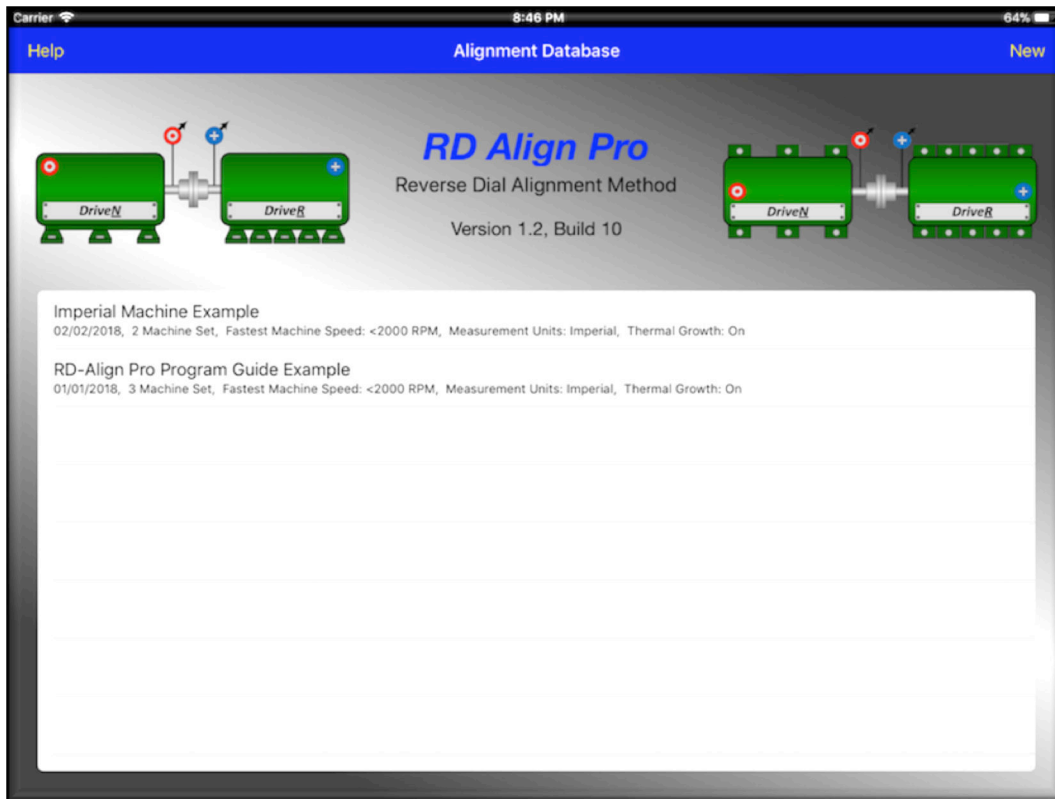 Carrier 8:46 PM 64%
Help Alignment Database New
RD Align Pro
Reverse Dial Alignment Method
Version 1.2, Build 10
DriveN DriveR DriveN DriveR
Imperial Machine Example
02/02/2018, 2 Machine Set, Fastest Machine Speed: <2000 RPM, Measurement Units: Imperial, Thermal Growth: On
RD-Align Pro Program Guide Example
01/01/2018, 3 Machine Set, Fastest Machine Speed: <2000 RPM, Measurement Units: Imperial, Thermal Growth: On